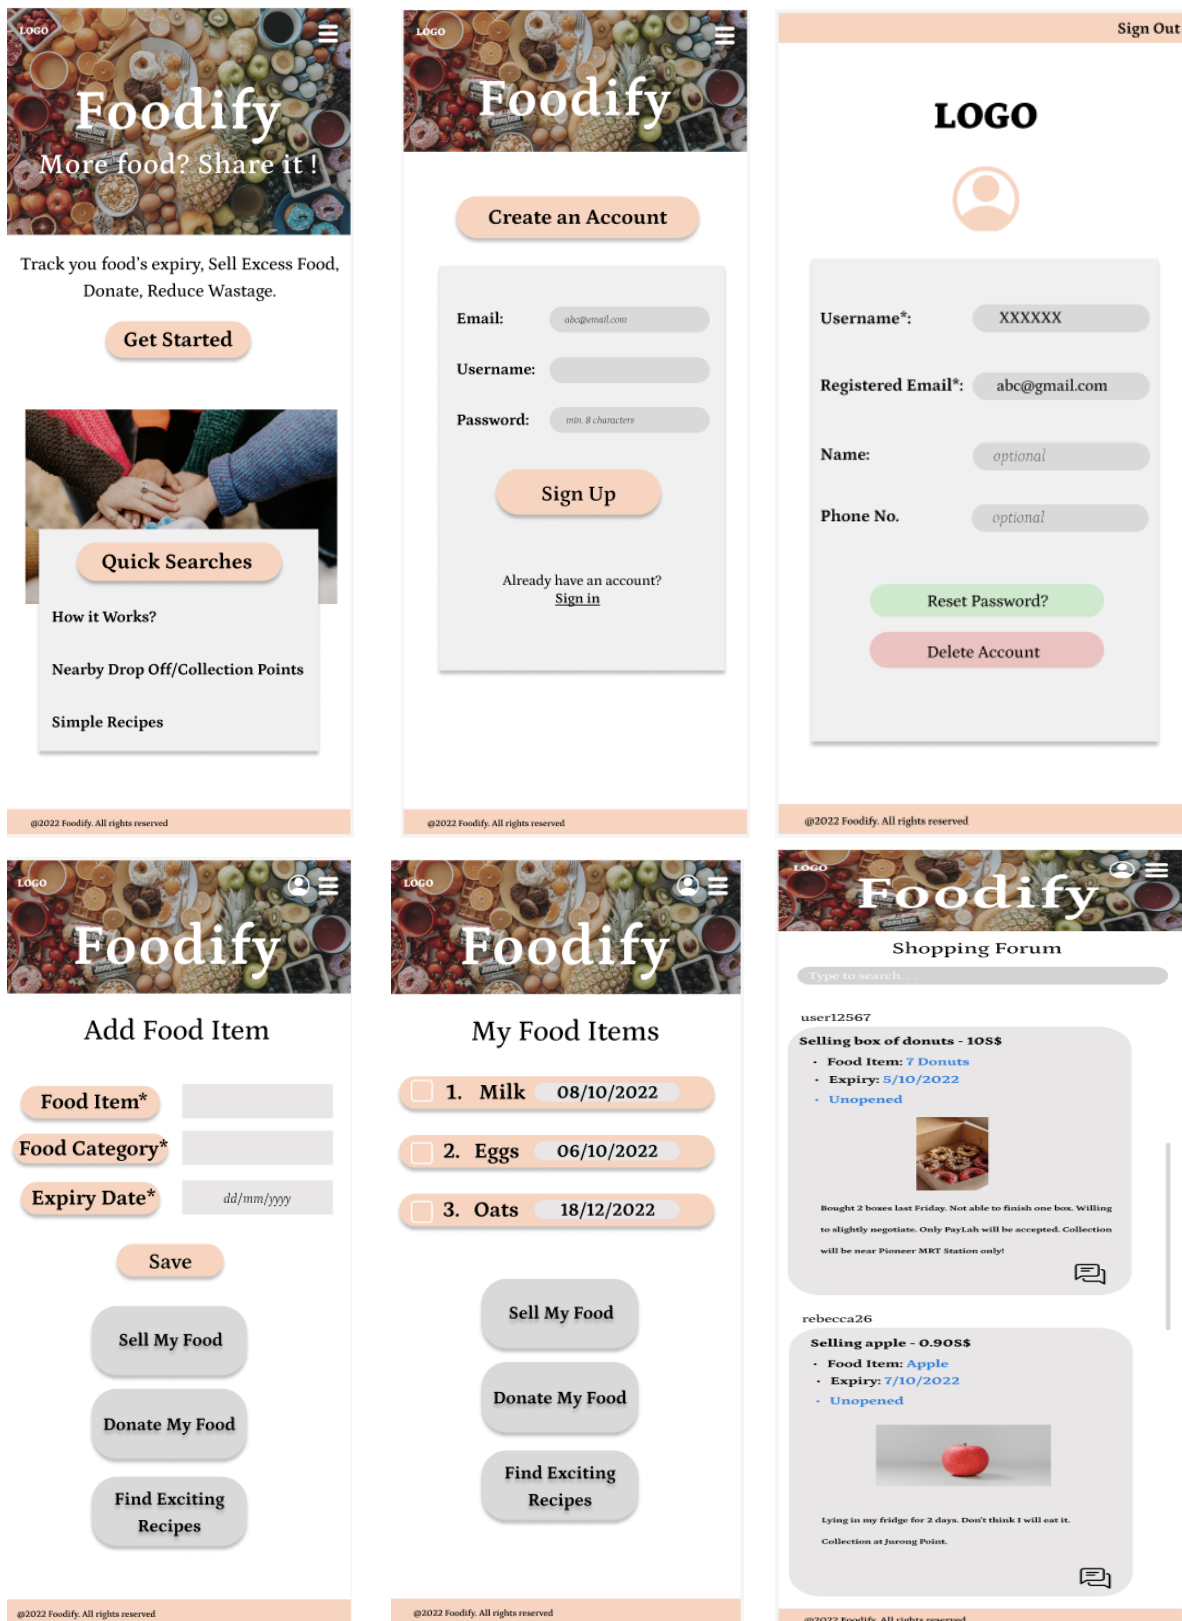 LOGO
Foodify
More food? Share it !
Track you food's expiry, Sell Excess Food,
Donate, Reduce Wastage.
Get Started
Quick Searches
How it Works?
Nearby Drop Off/Collection Points
Simple Recipes
@2022 Foodify. All rights reserved
LOGO
Foodify
Create an Account
Email: abc@email.com
Username:
Password: min. 8 characters
Sign Up
Already have an account?
Sign in
@2022 Foodify. All rights reserved
Sign Out
LOGO
Username*: XXXXXX
Registered Email*: abc@gmail.com
Name: optional
Phone No. optional
Reset Password?
Delete Account
@2022 Foodify. All rights reserved
LOGO
Foodify
Add Food Item
Food Item*
Food Category*
Expiry Date* dd/mm/yyyy
Save
Sell My Food
Donate My Food
Find Exciting
Recipes
@2022 Foodify. All rights reserved
LOGO
Foodify
My Food Items
1. Milk 08/10/2022
2. Eggs 06/10/2022
3. Oats 18/12/2022
Sell My Food
Donate My Food
Find Exciting
Recipes
@2022 Foodify. All rights reserved
LOGO
Foodify
Shopping Forum
Type to search. . .
user12567
Selling box of donuts - 10S$
• Food Item: 7 Donuts
• Expiry: 5/10/2022
• Unopened
Bought 2 boxes last Friday. Not able to finish one box. Willing
to slightly negotiate. Only PayLah will be accepted. Collection
will be near Pioneer MRT Station only!
rebecca26
Selling apple - 0.90S$
• Food Item: Apple
• Expiry: 7/10/2022
• Unopened
Lying in my fridge for 2 days. Don't think I will eat it.
Collection at Jurong Point.
@2022 Foodify. All rights reserved